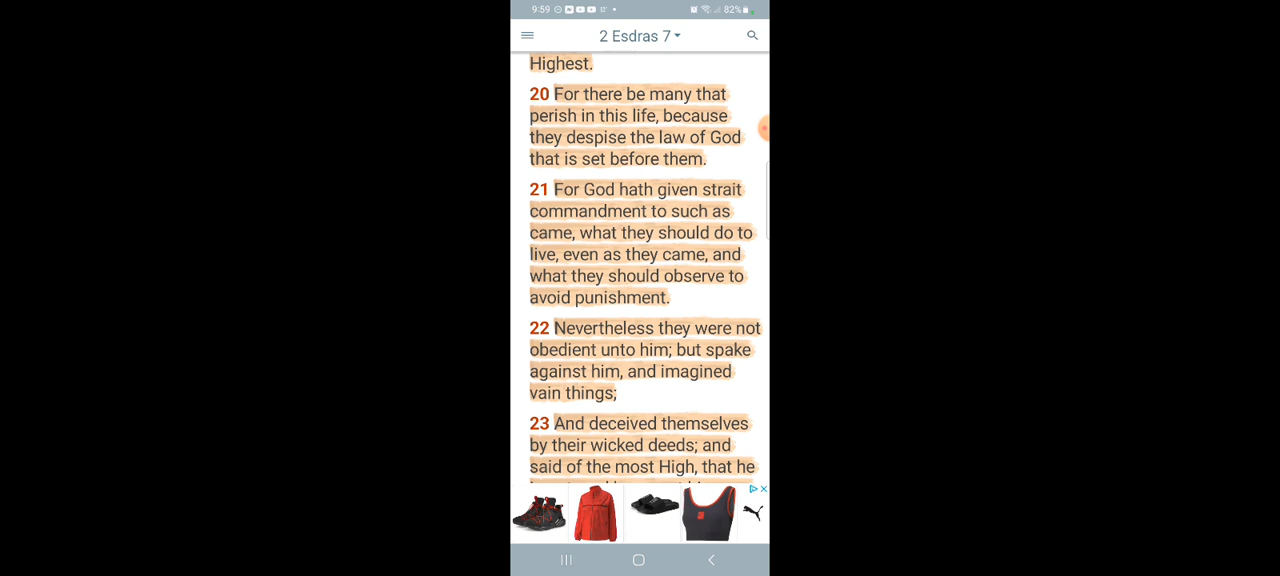 9:59 82%
2 Esdras 7
Highest.
20 For there be many that
perish in this life, because
they despise the law of God
that is set before them.
21 For God hath given strait
commandment to such as
came, what they should do to
live, even as they came, and
what they should observe to
avoid punishment.
22 Nevertheless they were not
obedient unto him; but spake
against him, and imagined
vain things;
23 And deceived themselves
by their wicked deeds; and
said of the most High, that he